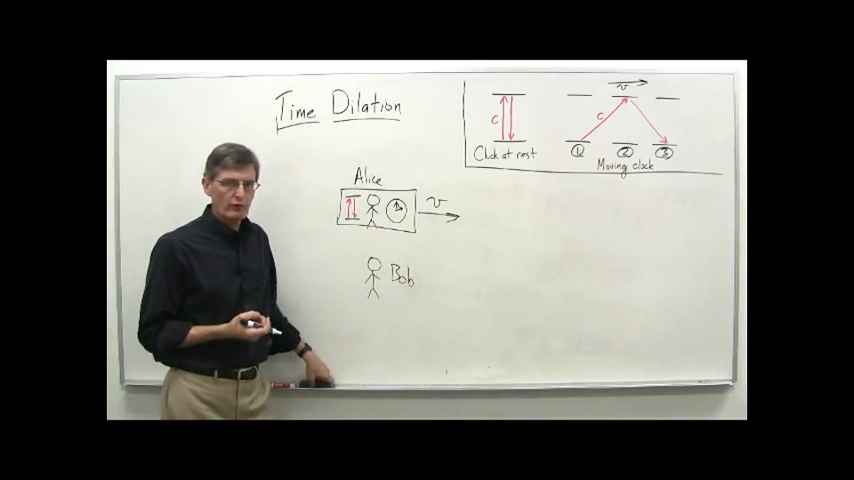 Time Dilation
v
c
c
Clock at rest
1 2 3
Moving clock
Alice
v
Bob